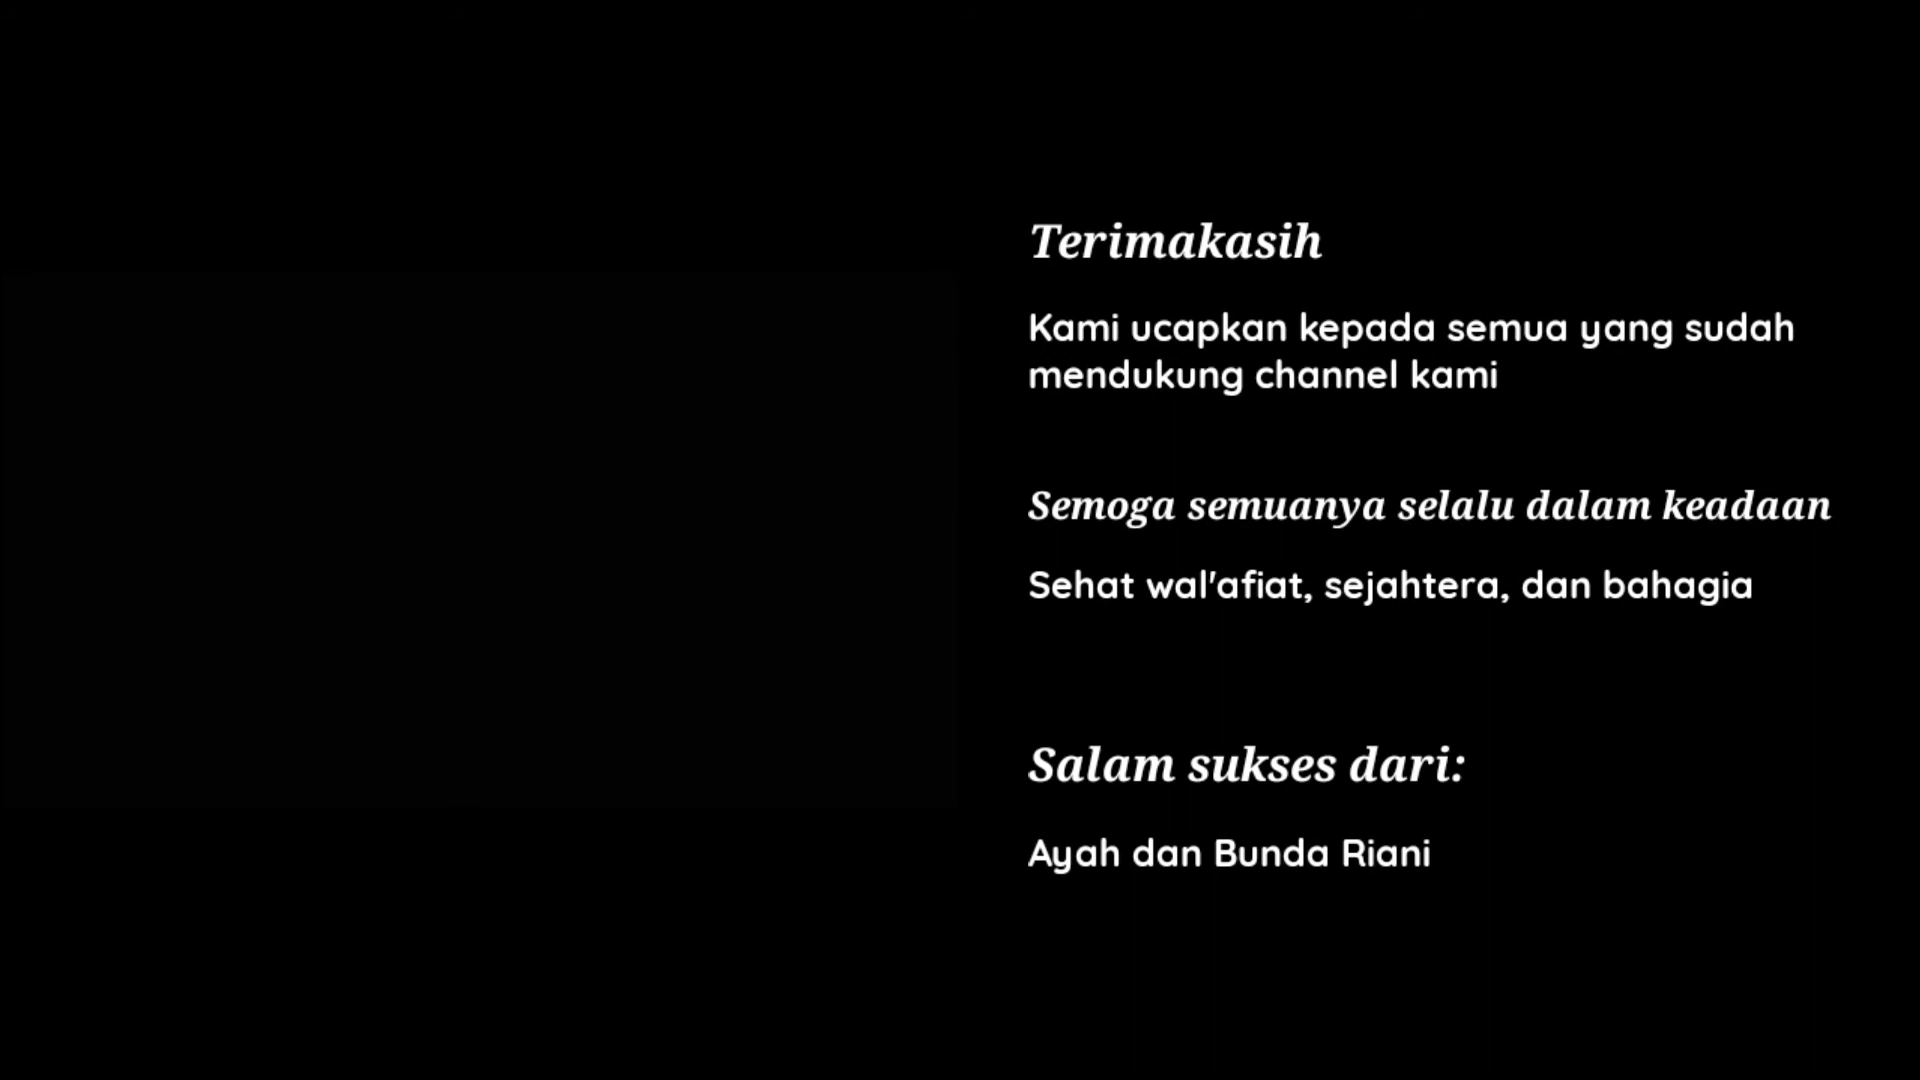 Terimakasih
Kami ucapkan kepada semua yang sudah
mendukung channel kami
Semoga semuanya selalu dalam keadaan
Sehat wal'afiat, sejahtera, dan bahagia
Salam sukses dari:
Ayah dan Bunda Riani